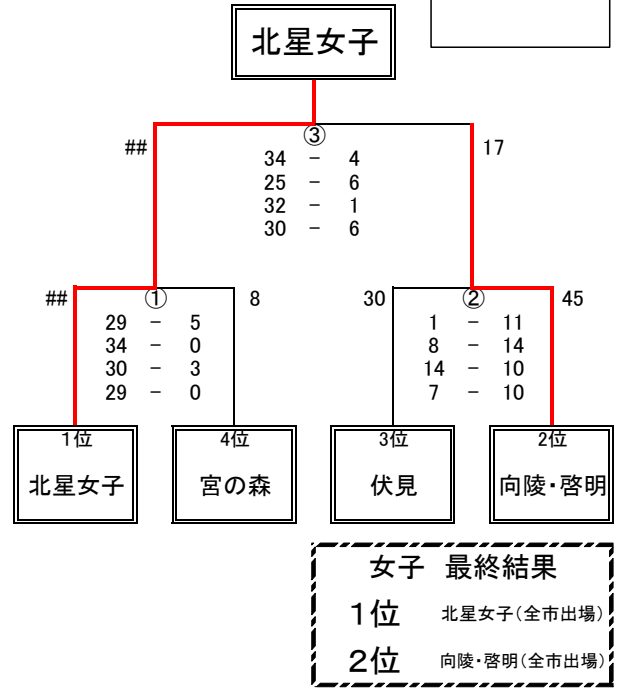 北星女子
③
## 17
34 － 4
25 － 6
32 － 1
30 － 6
## ① 8
29 － 5
34 － 0
30 － 3
29 － 0
30 ② 45
1 － 11
8 － 14
14 － 10
7 － 10
1位
北星女子
4位
宮の森
3位
伏見
2位
向陵・啓明
女子 最終結果
1位 北星女子(全市出場)
2位 向陵・啓明(全市出場)